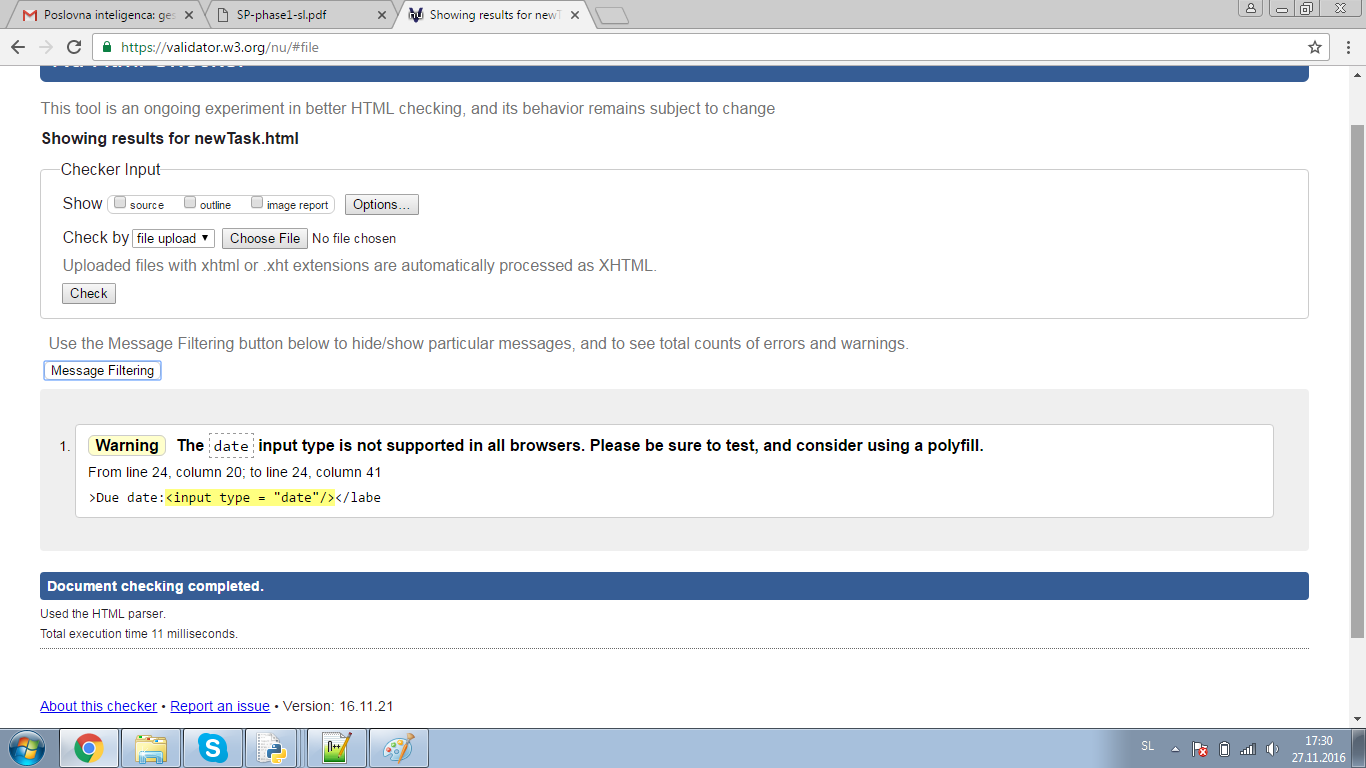 Poslovna inteligenca: ges
SP-phase1-sl.pdf
Showing results for newT
https://validator.w3.org/nu/#file
This tool is an ongoing experiment in better HTML checking, and its behavior remains subject to change
Showing results for newTask.html
Checker Input
Show source outline image report Options...
Check by file upload Choose File No file chosen
Uploaded files with xhtml or .xht extensions are automatically processed as XHTML.
Check
Use the Message Filtering button below to hide/show particular messages, and to see total counts of errors and warnings.
Message Filtering
1. Warning The date input type is not supported in all browsers. Please be sure to test, and consider using a polyfill.
From line 24, column 20; to line 24, column 41
>Due date:<input type = "date"/></labe
Document checking completed.
Used the HTML parser.
Total execution time 11 milliseconds.
About this checker • Report an issue • Version: 16.11.21
SL
17:30
27.11.2016